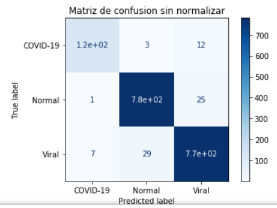 Matriz de confusion sin normalizar
COVID-19 1.2e+02 3 12
700
600
500
Normal 1 7.8e+02 25
400
300
Viral 7 29 7.7e+02
200
100
COVID-19 Normal Viral
Predicted label
True label